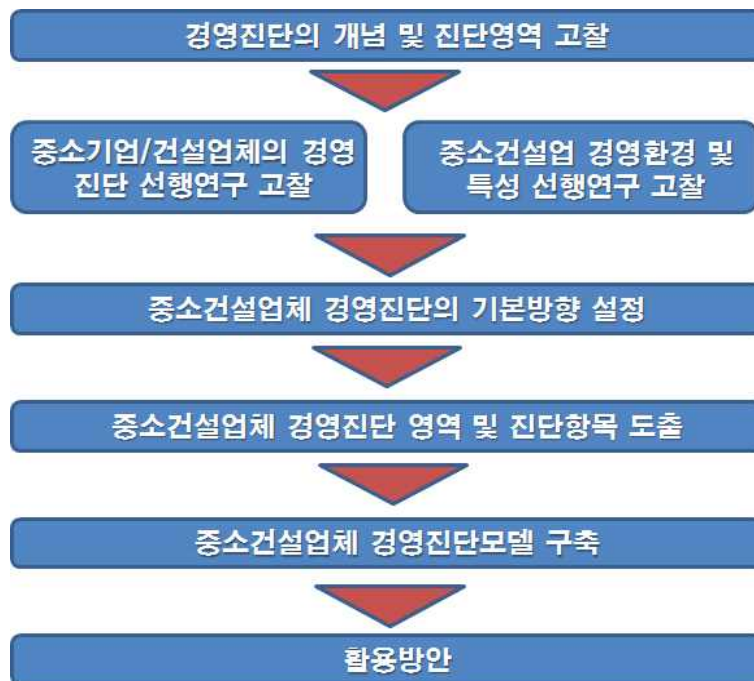 경영진단의 개념 및 진단영역 고찰
중소기업/건설업체의 경영
진단 선행연구 고찰
중소건설업 경영환경 및
특성 선행연구 고찰
중소건설업체 경영진단의 기본방향 설정
중소건설업체 경영진단 영역 및 진단항목 도출
중소건설업체 경영진단모델 구축
활용방안